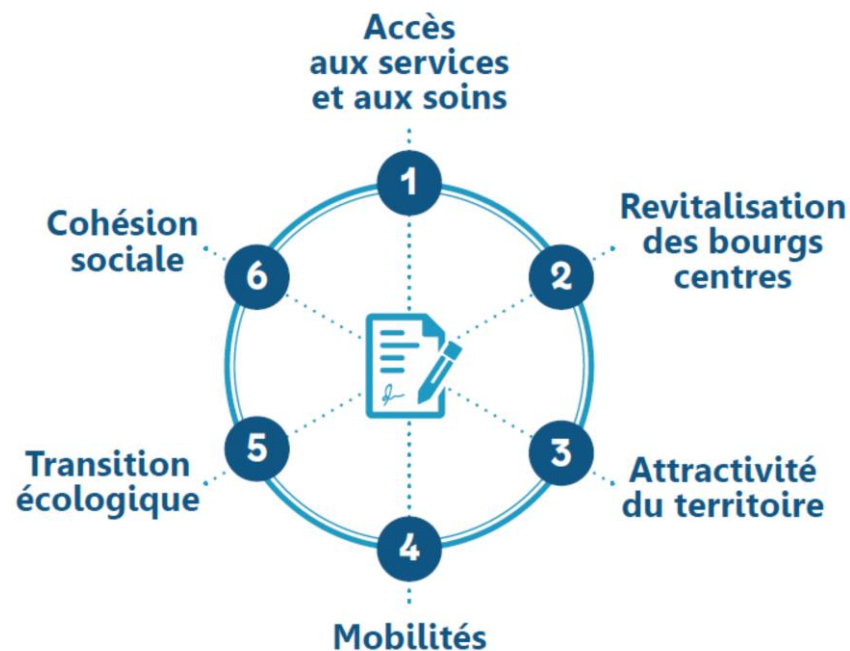 Accès
aux services
et aux soins
1
Revitalisation
des bourgs
centres
2
Attractivité
du territoire
3
Mobilités
4
Transition
écologique
5
Cohésion
sociale
6